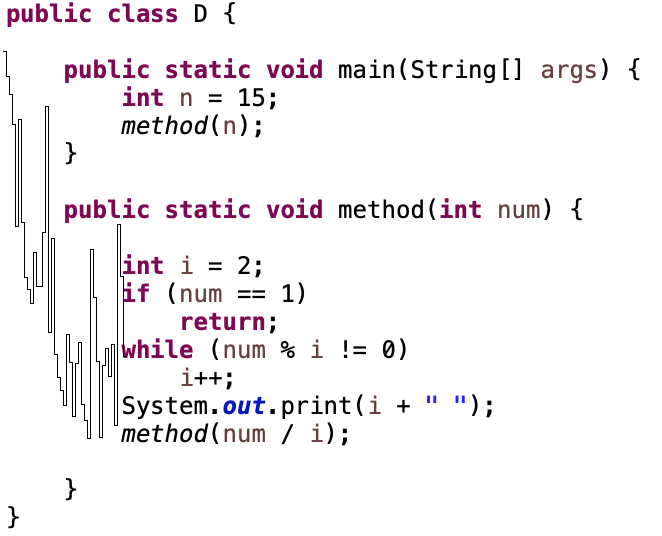 public class D {
public static void main(String[] args) {
int n = 15;
method(n);
}
public static void method(int num) {
int i = 2;
if (num == 1)
return;
while (num % i != 0)
i++;
System.out.print(i + " ");
method(num / i);
}
}